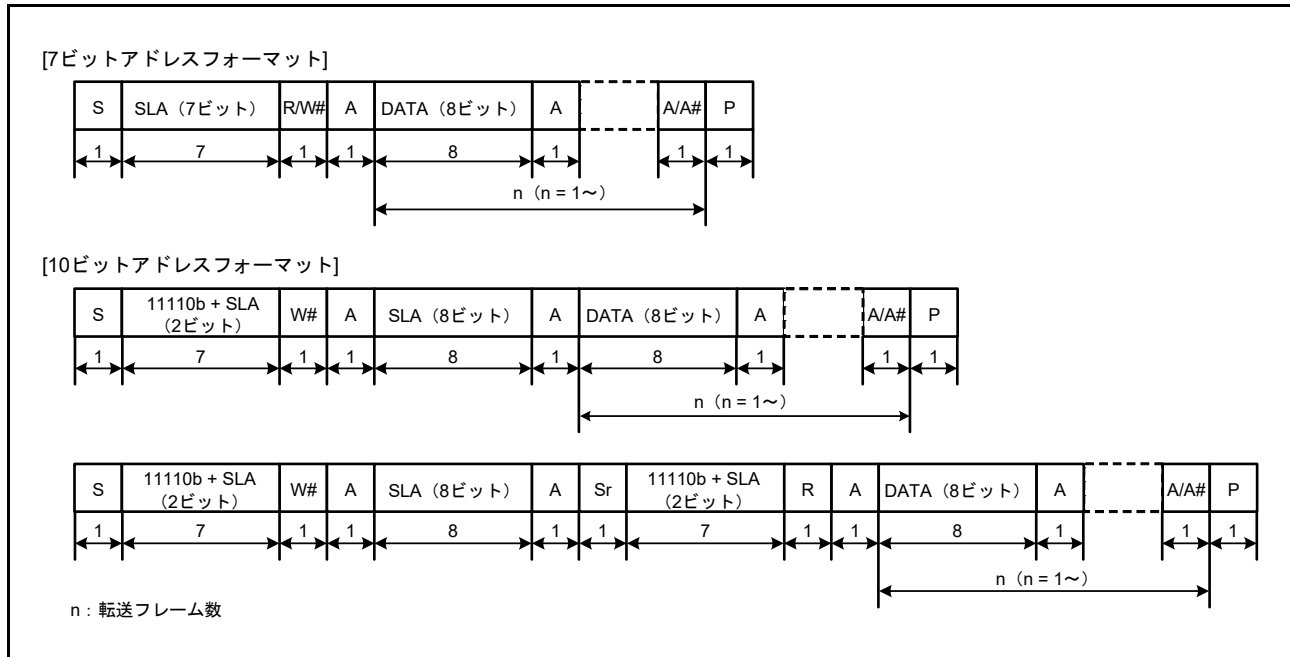 [7ビットアドレスフォーマット]
S SLA（7ビット） R/W# A DATA（8ビット） A A/A# P
1 7 1 1 8 1 1 1
n（n = 1～）
[10ビットアドレスフォーマット]
S 11110b + SLA（2ビット） W# A SLA（8ビット） A DATA（8ビット） A A/A# P
1 7 1 1 8 1 8 1 1 1
n（n = 1～）
S 11110b + SLA（2ビット） W# A SLA（8ビット） A Sr 11110b + SLA（2ビット） R A DATA（8ビット） A A/A# P
1 7 1 1 8 1 1 7 1 1 8 1 1 1
n（n = 1～）
n：転送フレーム数